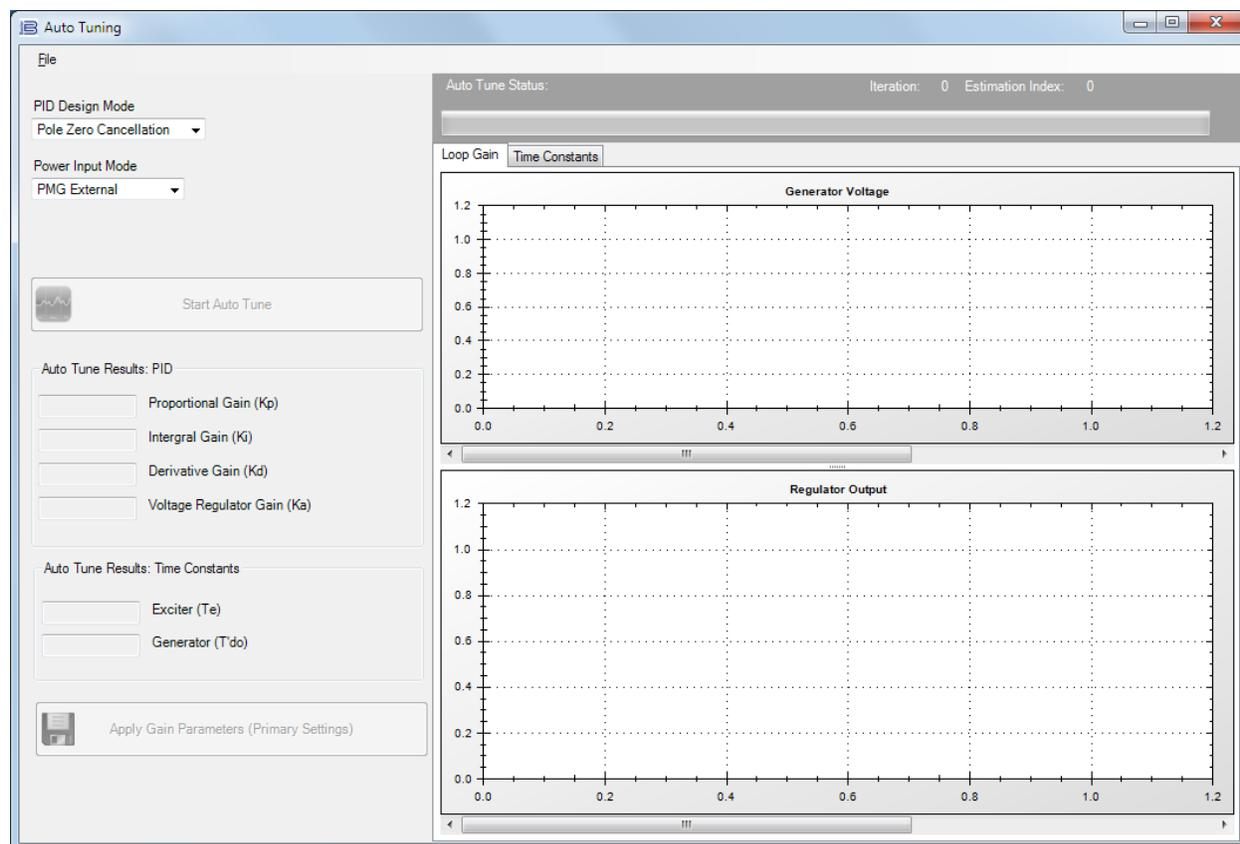 Auto Tuning
File
PID Design Mode
Pole Zero Cancellation
Power Input Mode
PMG External
Start Auto Tune
Auto Tune Results: PID
Proportional Gain (Kp)
Intergral Gain (Ki)
Derivative Gain (Kd)
Voltage Regulator Gain (Ka)
Auto Tune Results: Time Constants
Exciter (Te)
Generator (T'do)
Apply Gain Parameters (Primary Settings)
Auto Tune Status: Iteration: 0 Estimation Index: 0
Loop Gain Time Constants
Generator Voltage
1.2
1.0
0.8
0.6
0.4
0.2
0.0
0.0 0.2 0.4 0.6 0.8 1.0 1.2
Regulator Output
1.2
1.0
0.8
0.6
0.4
0.2
0.0
0.0 0.2 0.4 0.6 0.8 1.0 1.2